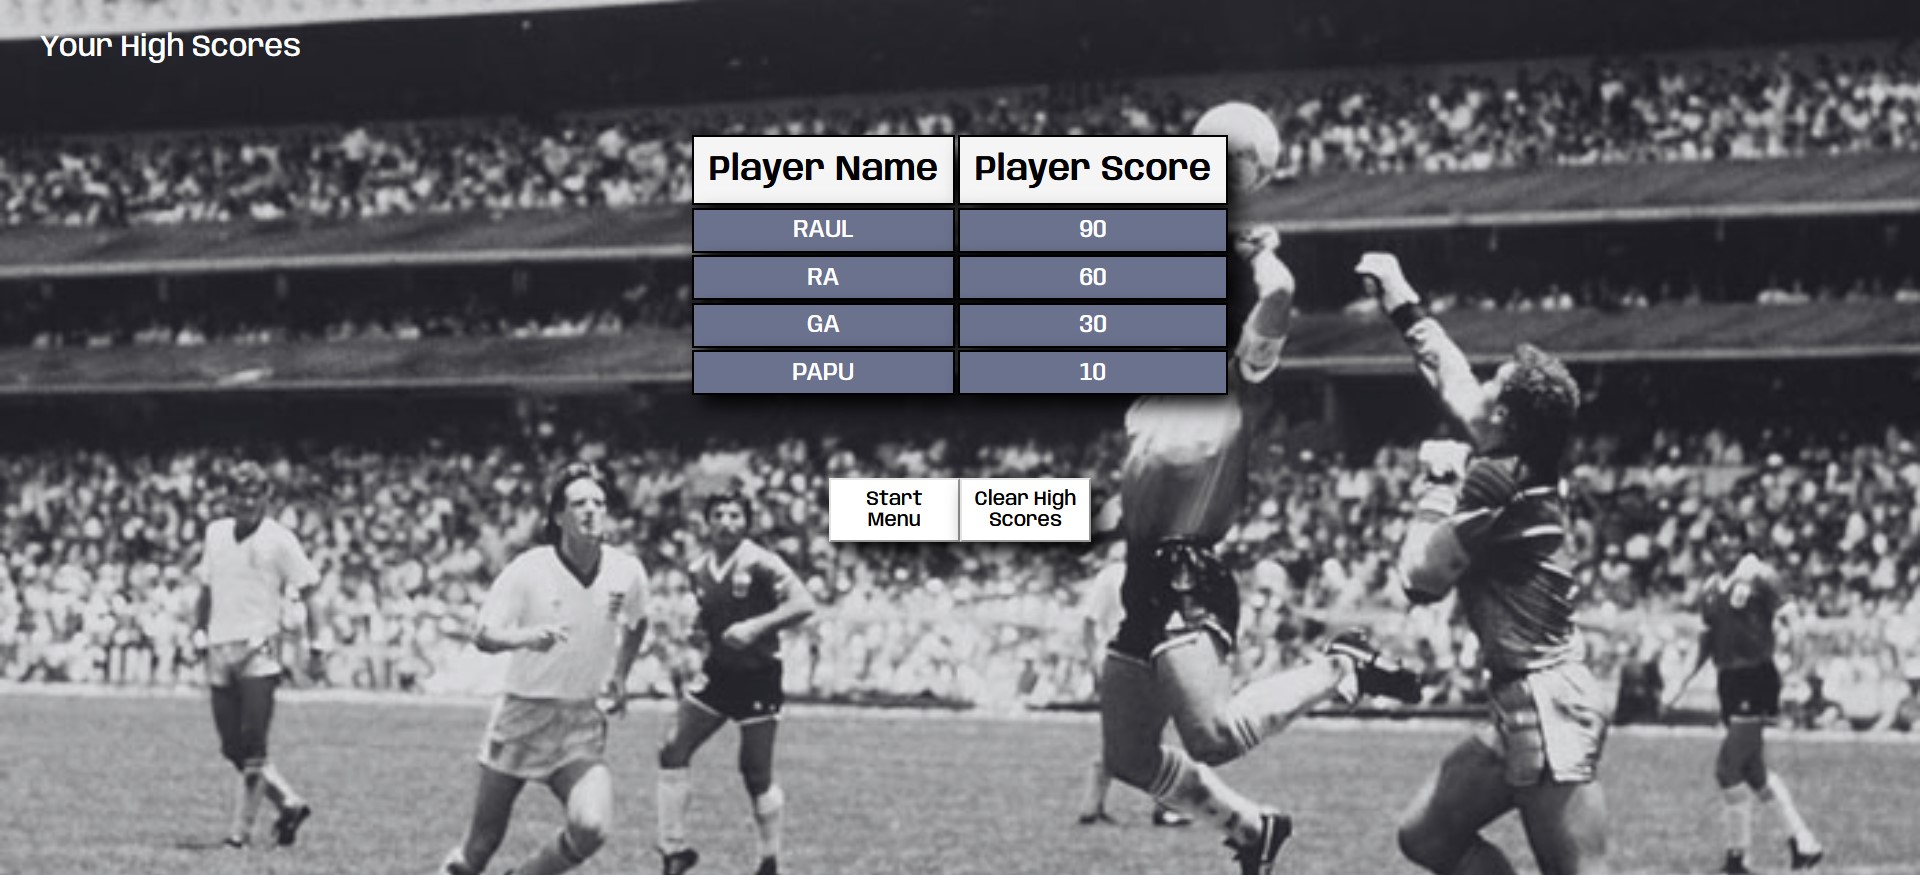 Your High Scores
Player Name Player Score
RAUL 90
RA 60
GA 30
PAPU 10
Start Menu
Clear High Scores